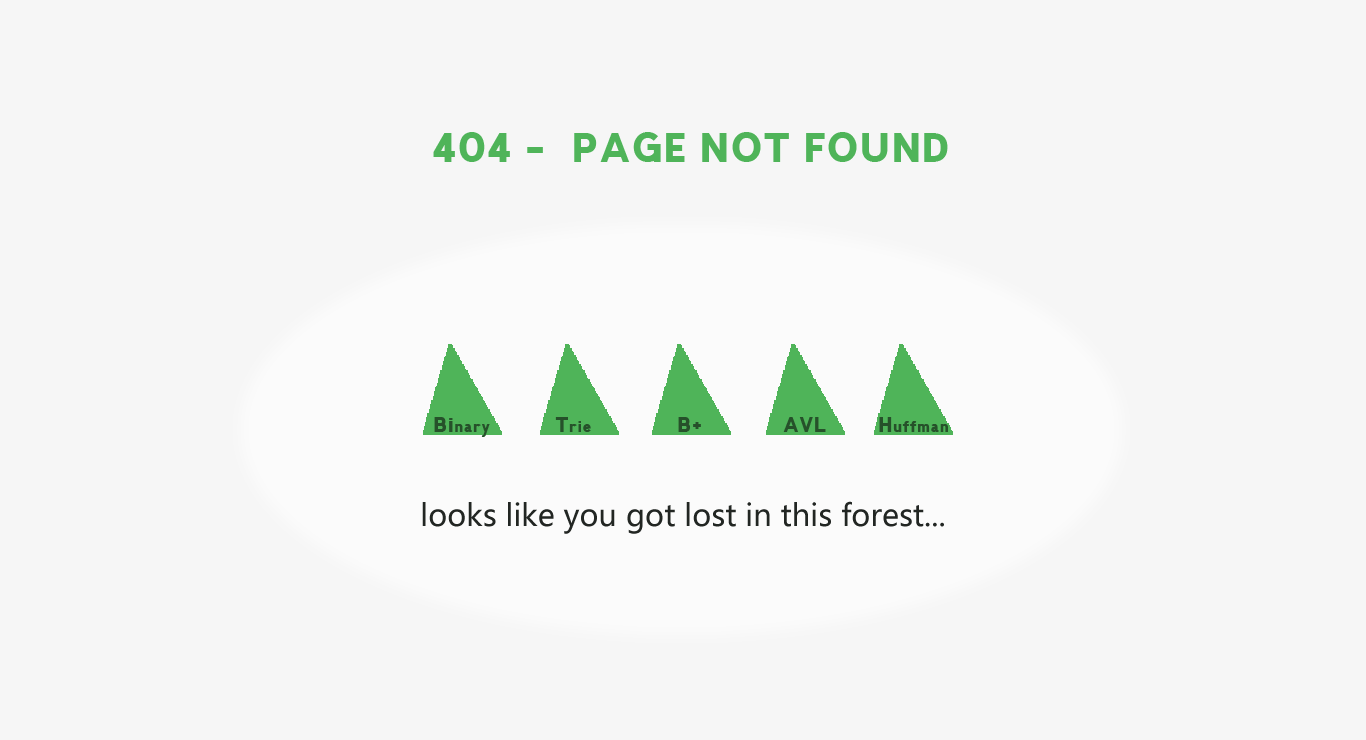 404 - PAGE NOT FOUND
Binary Trie B+ AVL Huffman
looks like you got lost in this forest...